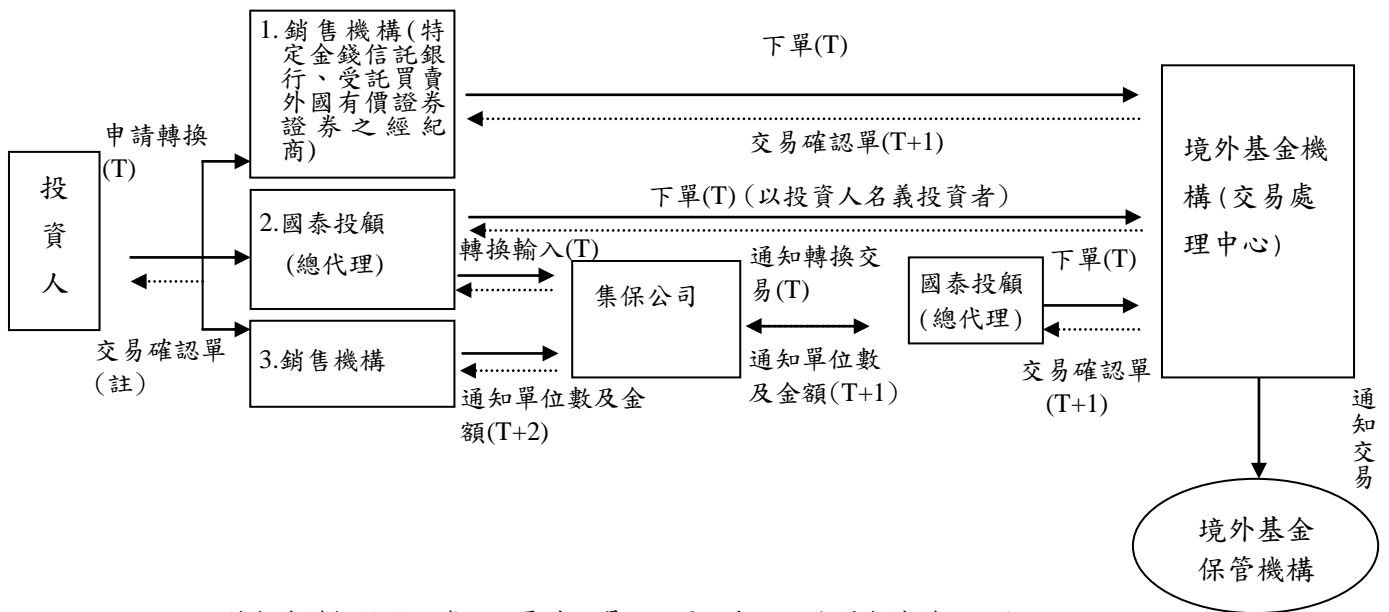 1.銷售機構(特
定金錢信託銀
行、受託買賣
外國有價證券
證券之經紀
商)
下單(T)
交易確認單(T+1)
申請轉換
(T)
投資人
境外基金機
構(交易處
理中心)
2.國泰投顧
(總代理)
下單(T)(以投資人名義投資者)
轉換輸入(T)
集保公司
通知轉換交
易(T)
國泰投顧
(總代理)
下單(T)
交易確認單
(註)
3.銷售機構
通知單位數及金
額(T+2)
通知單位數
及金額(T+1)
交易確認單
(T+1)
通知交易
境外基金
保管機構